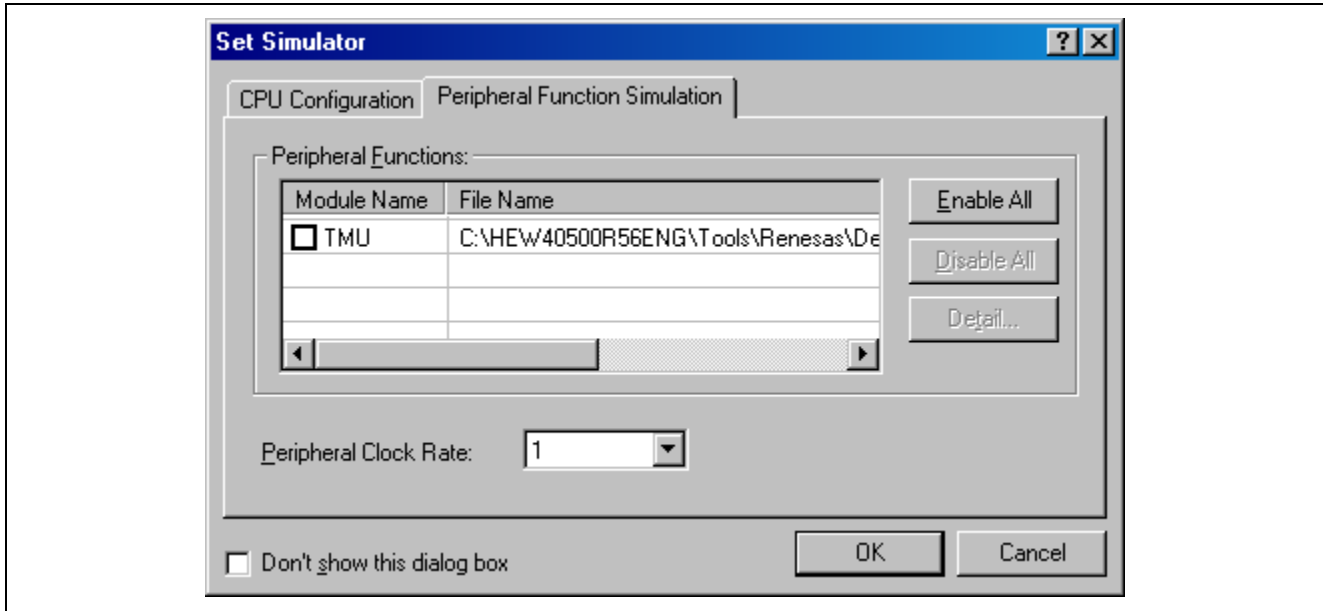 Set Simulator
CPU Configuration Peripheral Function Simulation
Peripheral Functions:
Module Name File Name
Enable All
TMU C:\HEW40500R56ENG\Tools\Renesas\De
Disable All
Detail...
Peripheral Clock Rate: 1
Don't show this dialog box OK Cancel